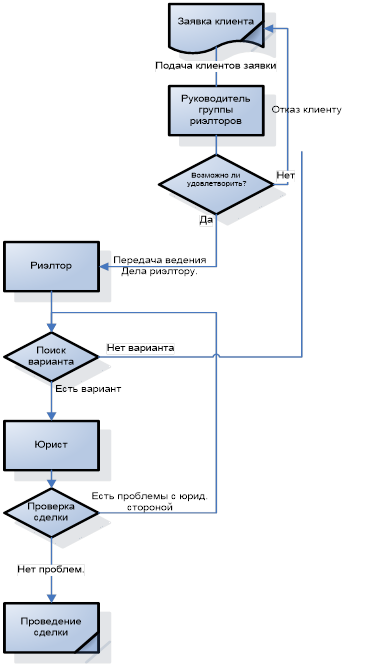 Заявка клиента
Подача клиентов заявки
Руководитель
группы
риэлторов
Отказ клиенту
Возможно ли
удовлетворить?
Нет
Да
Передача ведения
Дела риэлтору.
Риэлтор
Поиск
варианта
Нет варианта
Есть вариант
Юрист
Проверка
сделки
Есть проблемы с юрид.
стороной
Нет проблем.
Проведение
сделки